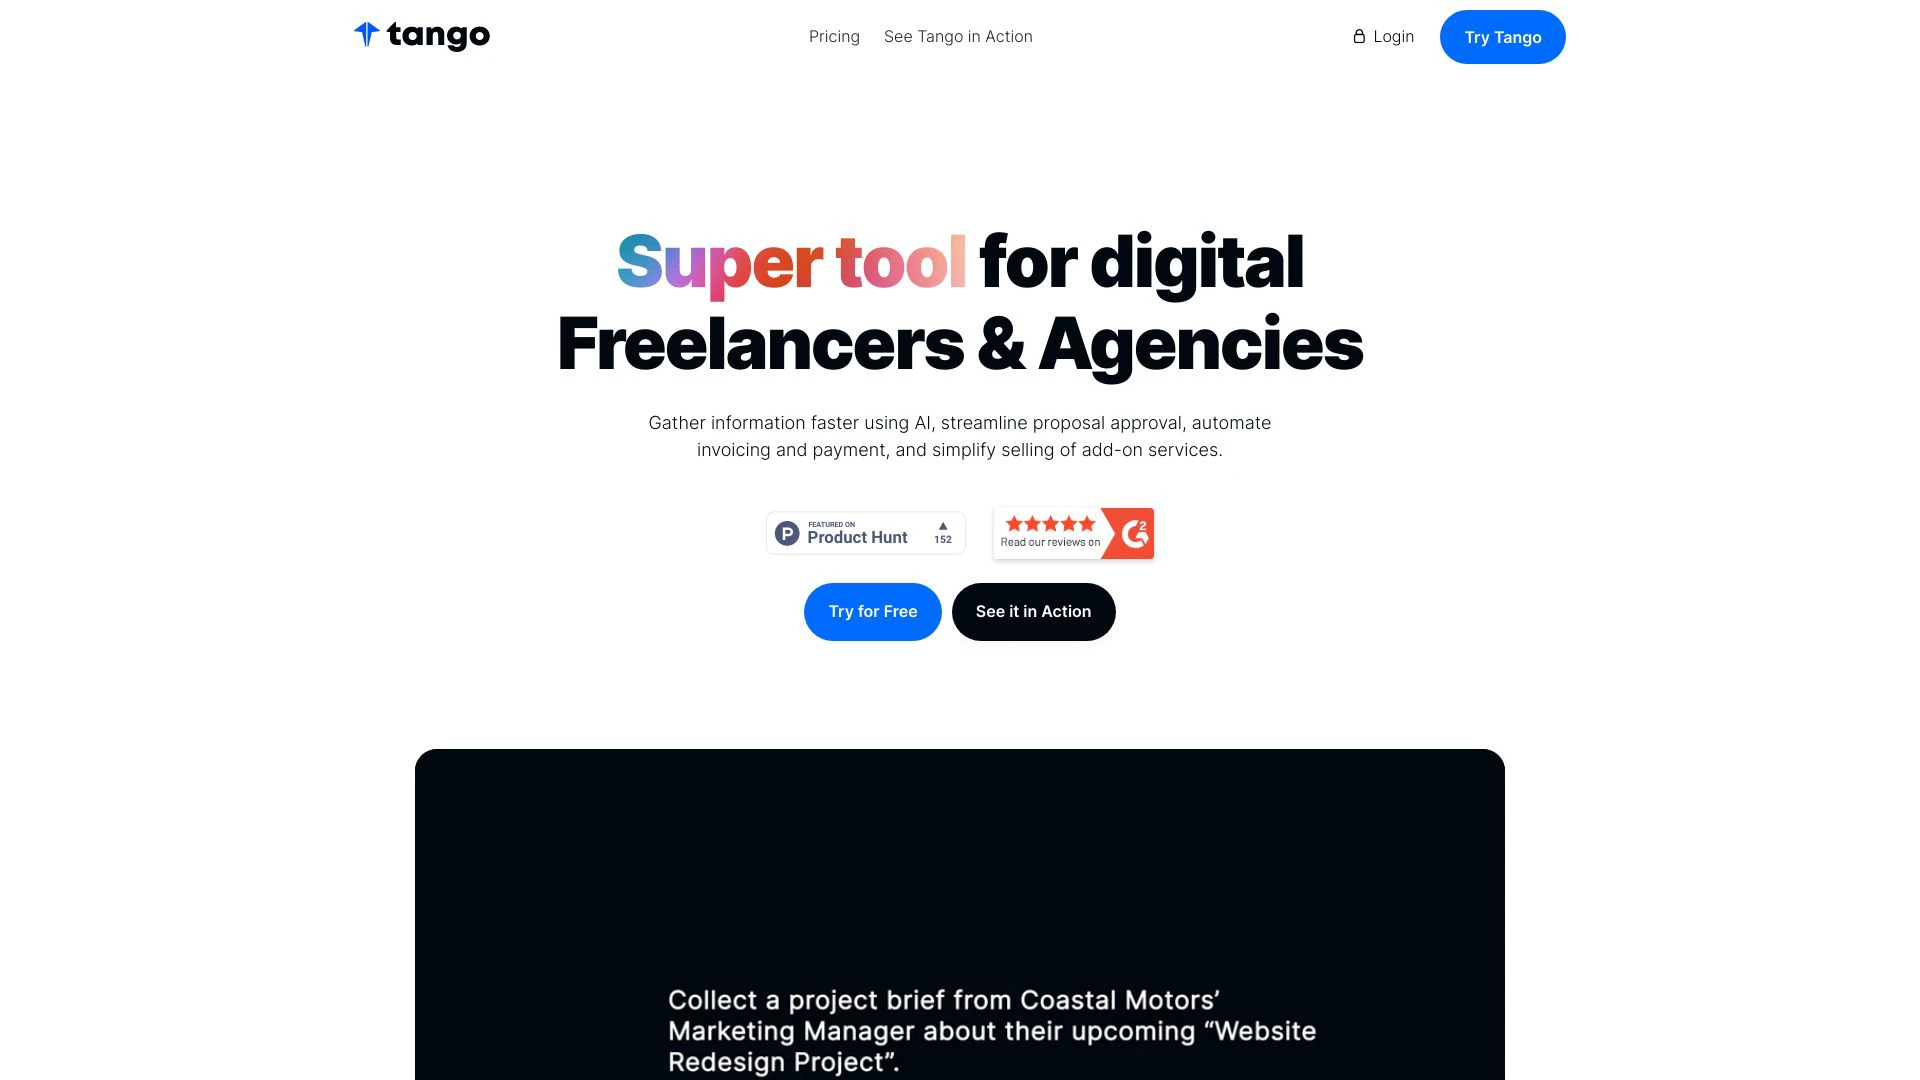 tango
Pricing
See Tango in Action
Login
Try Tango
Super tool for digital
Freelancers & Agencies
Gather information faster using AI, streamline proposal approval, automate
invoicing and payment, and simplify selling of add-on services.
P
FEATURED ON
Product Hunt
152
Read our reviews on
G2
Try for Free
See it in Action
Collect a project brief from Coastal Motors’
Marketing Manager about their upcoming “Website
Redesign Project”.